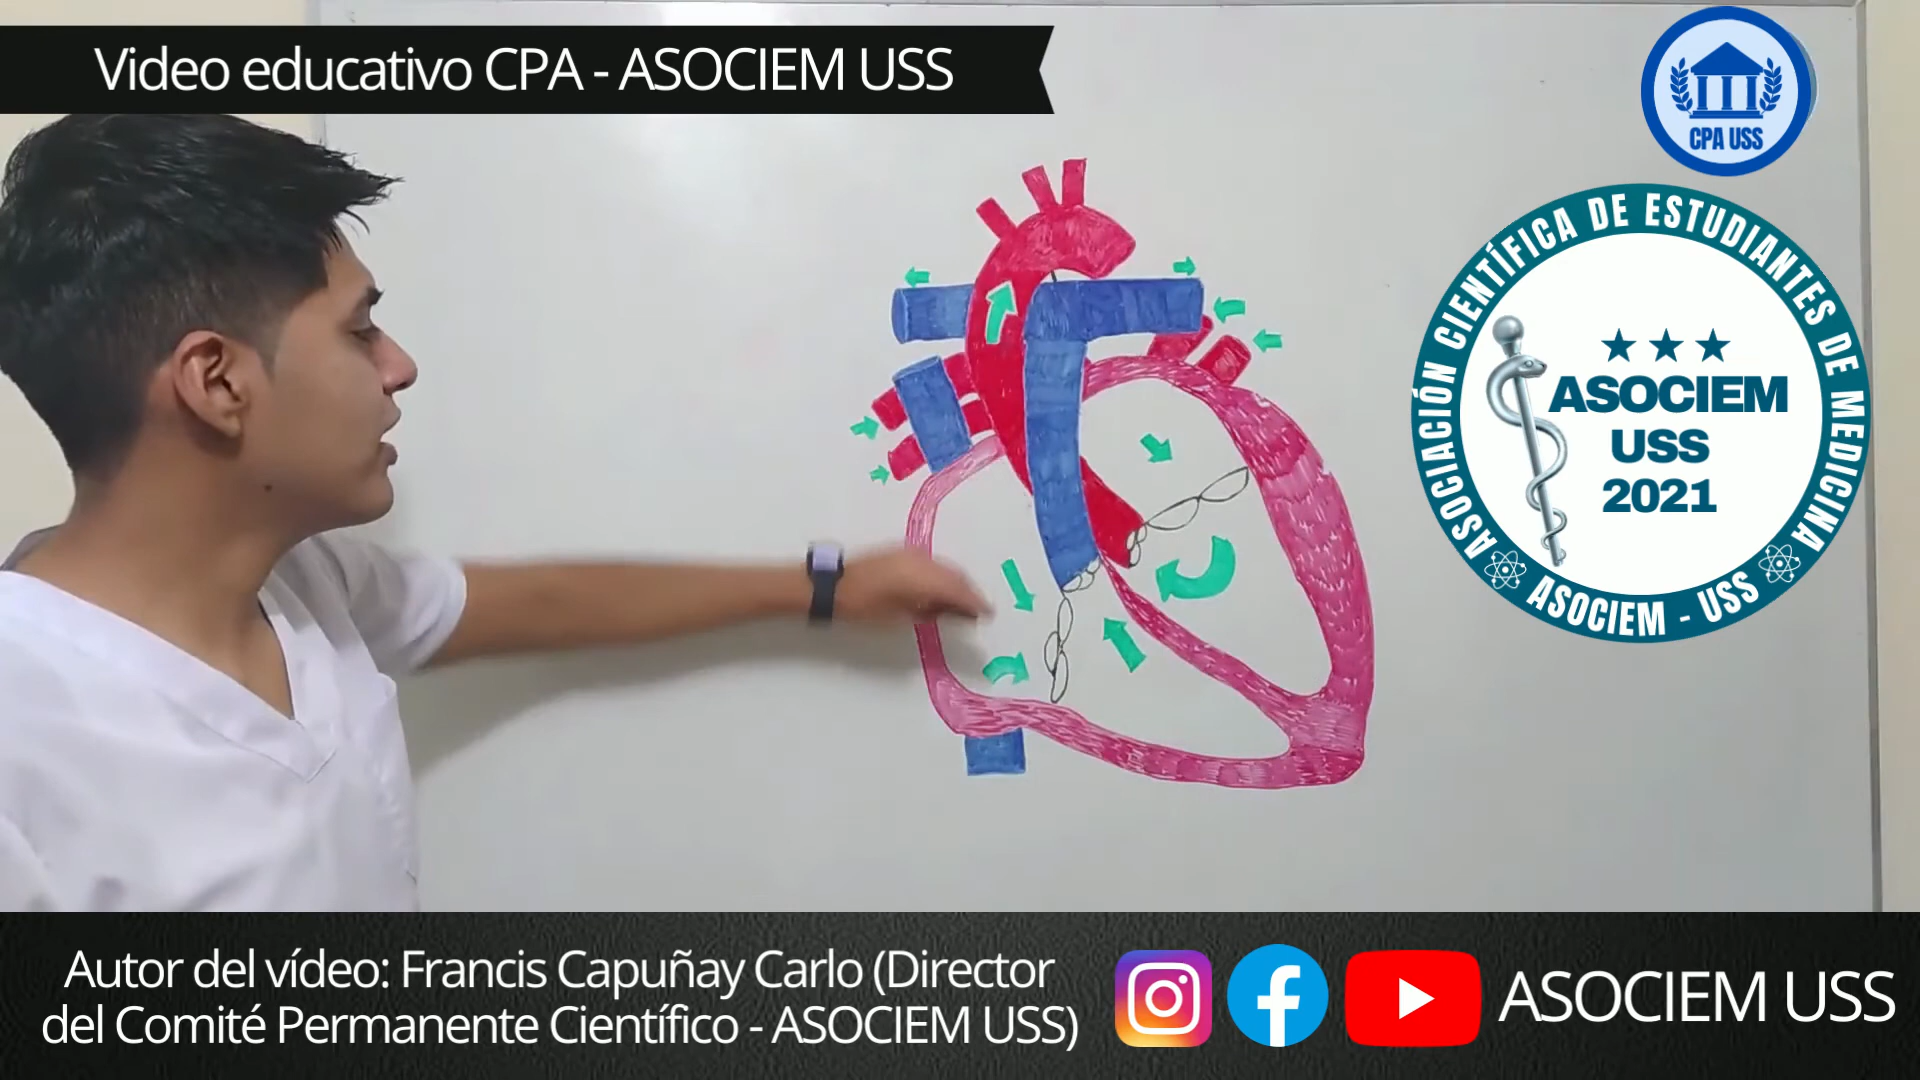 Video educativo CPA - ASOCIEM USS
CPA USS
ASOCIACIÓN CIENTÍFICA DE ESTUDIANTES DE MEDICINA
ASOCIEM
USS
2021
ASOCIEM - USS
Autor del vídeo: Francis Capuñay Carlo (Director
del Comité Permanente Científico - ASOCIEM USS)
ASOCIEM USS